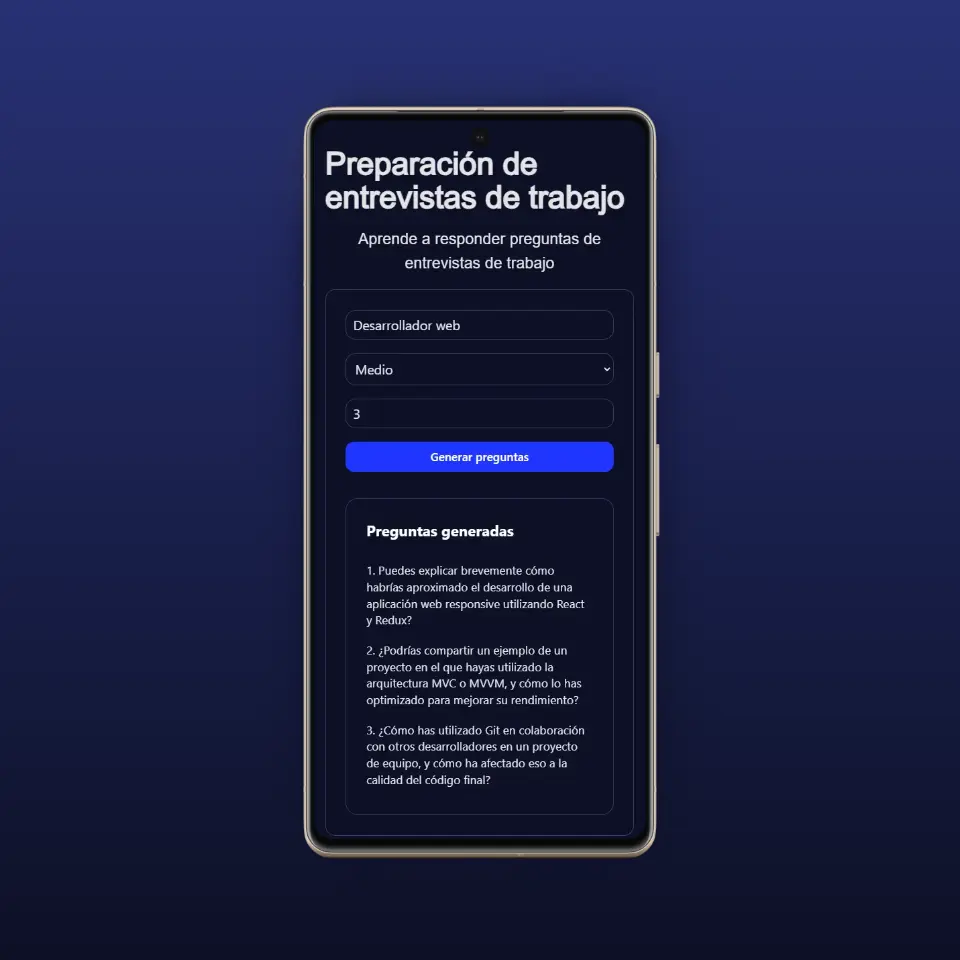 Preparación de
entrevistas de trabajo
Aprende a responder preguntas de
entrevistas de trabajo
Desarrollador web
Medio
3
Generar preguntas
Preguntas generadas
1. Puedes explicar brevemente cómo
habrías aproximado el desarrollo de una
aplicación web responsive utilizando React
y Redux?
2. ¿Podrías compartir un ejemplo de un
proyecto en el que hayas utilizado la
arquitectura MVC o MVVM, y cómo lo has
optimizado para mejorar su rendimiento?
3. ¿Cómo has utilizado Git en colaboración
con otros desarrolladores en un proyecto
de equipo, y cómo ha afectado eso a la
calidad del código final?